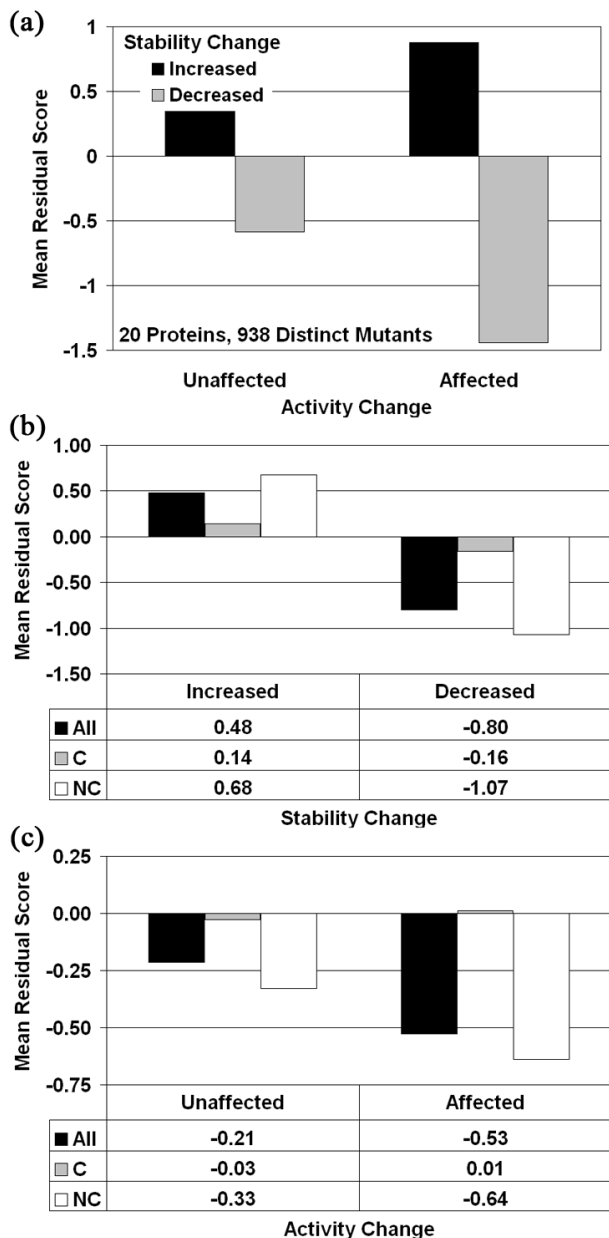 (a)
Mean Residual Score
1
0.5
0
-0.5
-1
-1.5
Stability Change
Increased
Decreased
20 Proteins, 938 Distinct Mutants
Unaffected Affected
Activity Change
(b)
Mean Residual Score
1.00
0.50
0.00
-0.50
-1.00
-1.50
Increased Decreased
All 0.48 -0.80
C 0.14 -0.16
NC 0.68 -1.07
Stability Change
(c)
Mean Residual Score
0.25
0.00
-0.25
-0.50
-0.75
Unaffected Affected
All -0.21 -0.53
C -0.03 0.01
NC -0.33 -0.64
Activity Change